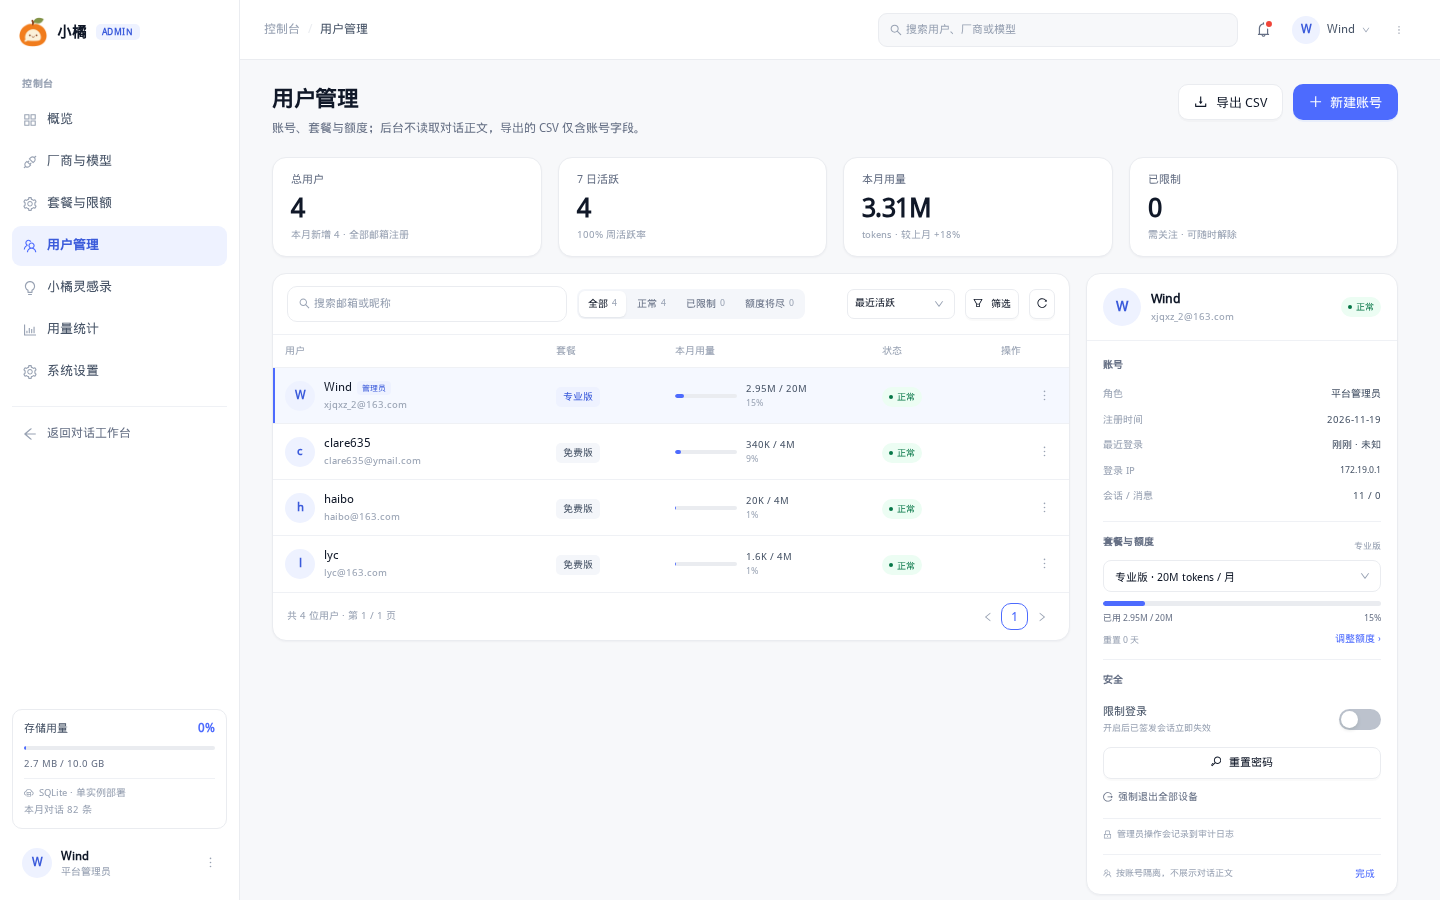 小橘 ADMIN
控制台
概览
厂商与模型
套餐与限额
用户管理
小橘灵感录
用量统计
系统设置
返回对话工作台
存储用量 0%
2.7 MB / 10.0 GB
SQLite · 单实例部署
本月对话 82 条
W Wind
平台管理员
控制台 / 用户管理
搜索用户、厂商或模型
W Wind
用户管理
账号、套餐与额度；后台不读取对话正文，导出的 CSV 仅含账号字段。
导出 CSV
新建账号
总用户
4
本月新增 4 · 全部邮箱注册
7 日活跃
4
100% 周活跃率
本月用量
3.31M
tokens · 较上月 +18%
已限制
0
需关注 · 可随时解除
搜索邮箱或昵称
全部 4 正常 4 已限制 0 额度将尽 0
最近活跃
筛选
用户 套餐 本月用量 状态 操作
W Wind 管理员 专业版 2.95M / 20M 正常
xjqxz_2@163.com 15%
c clare635 免费版 340K / 4M 正常
clare635@ymail.com 9%
h haibo 免费版 20K / 4M 正常
haibo@163.com 1%
l lyc 免费版 1.6K / 4M 正常
lyc@163.com 1%
共 4 位用户 · 第 1 / 1 页
1
W Wind 正常
xjqxz_2@163.com
账号
角色 平台管理员
注册时间 2026-11-19
最近登录 刚刚 · 未知
登录 IP 172.19.0.1
会话 / 消息 11 / 0
套餐与额度 专业版
专业版 · 20M tokens / 月
已用 2.95M / 20M 15%
重置 0 天 调整额度 ›
安全
限制登录
开启后已签发会话立即失效
重置密码
强制退出全部设备
管理员操作会记录到审计日志
按账号隔离，不展示对话正文 完成